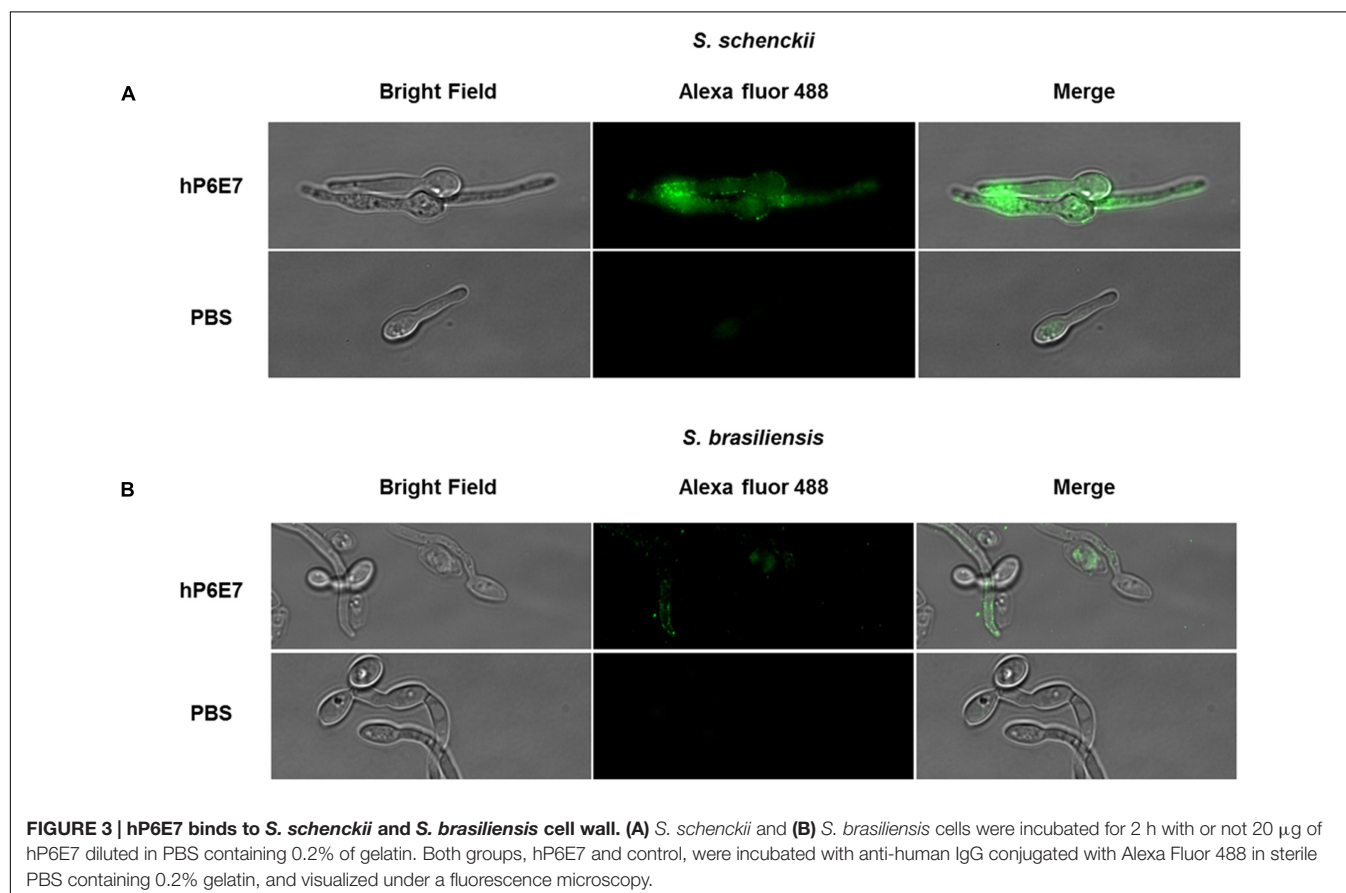 S. schenckii
A
Bright Field Alexa fluor 488 Merge
hP6E7
PBS
S. brasiliensis
B
Bright Field Alexa fluor 488 Merge
hP6E7
PBS
FIGURE 3 | hP6E7 binds to S. schenckii and S. brasiliensis cell wall. (A) S. schenckii and (B) S. brasiliensis cells were incubated for 2 h with or not 20 μg of
hP6E7 diluted in PBS containing 0.2% of gelatin. Both groups, hP6E7 and control, were incubated with anti-human IgG conjugated with Alexa Fluor 488 in sterile
PBS containing 0.2% gelatin, and visualized under a fluorescence microscopy.